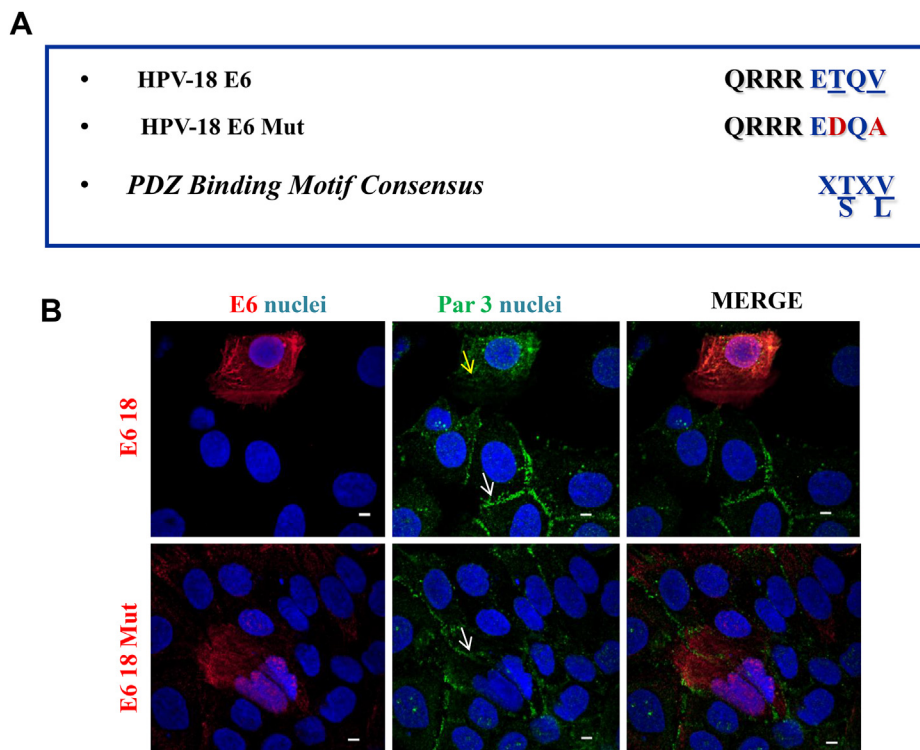 A
• HPV-18 E6 QRRR ETQV
• HPV-18 E6 Mut QRRR EDQA
• PDZ Binding Motif Consensus XTXV
S L
B
E6 nuclei Par 3 nuclei MERGE
E6 18
E6 18 Mut